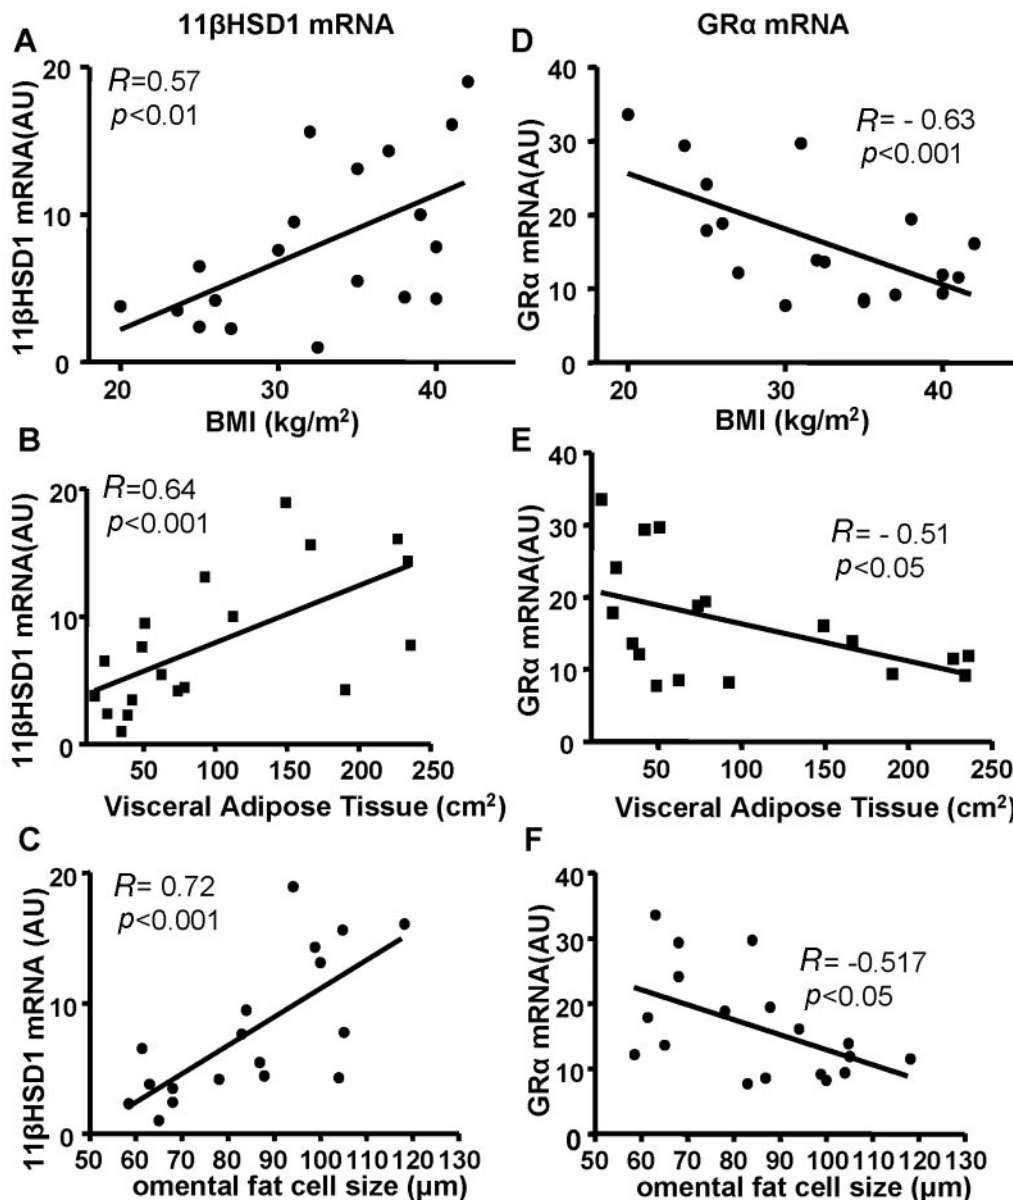 11βHSD1 mRNA
GRα mRNA
A
R=0.57
p<0.01
11βHSD1 mRNA(AU)
20
10
0
20 30 40
BMI (kg/m²)
D
R= - 0.63
p<0.001
GRα mRNA(AU)
40
30
20
10
0
20 30 40
BMI (kg/m²)
B
R=0.64
p<0.001
11βHSD1 mRNA(AU)
20
10
0
50 100 150 200 250
Visceral Adipose Tissue (cm²)
E
R= - 0.51
p<0.05
GRα mRNA(AU)
40
30
20
10
0
50 100 150 200 250
Visceral Adipose Tissue (cm²)
C
R= 0.72
p<0.001
11βHSD1 mRNA (AU)
20
10
0
50 60 70 80 90 100 110 120 130
omental fat cell size (μm)
F
R= -0.517
p<0.05
GRα mRNA(AU)
40
30
20
10
0
50 60 70 80 90 100 110 120 130
omental fat cell size (μm)